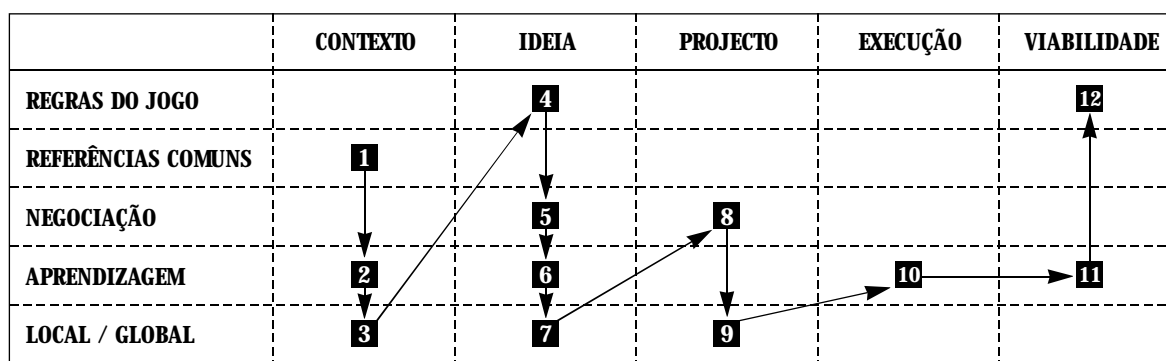 CONTEXTO IDEIA PROJECTO EXECUÇÃO VIABILIDADE
REGRAS DO JOGO 4 12
REFERÊNCIAS COMUNS 1
NEGOCIAÇÃO 5 8
APRENDIZAGEM 2 6 10 11
LOCAL / GLOBAL 3 7 9